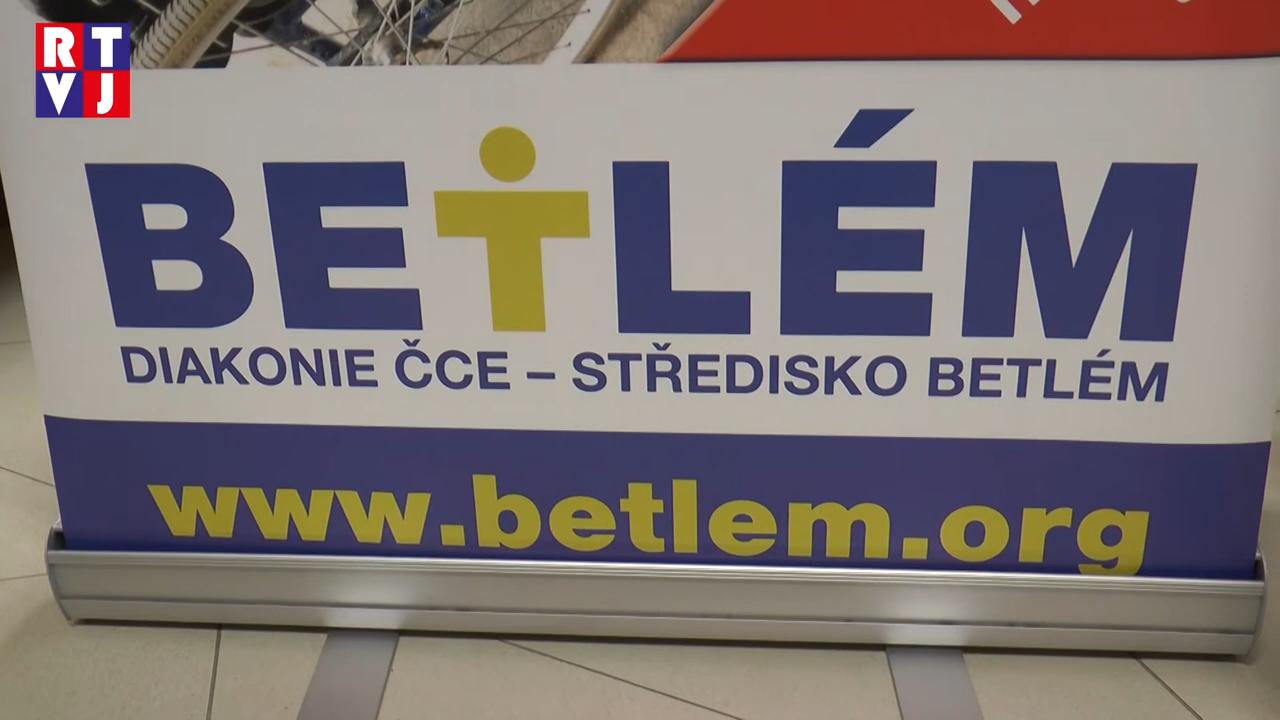 RT
VJ
BETLÉM
DIAKONIE ČCE – STŘEDISKO BETLÉM
www.betlem.org